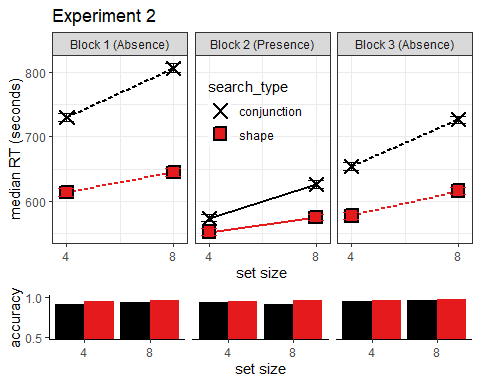 Experiment 2
Block 1 (Absence) Block 2 (Presence) Block 3 (Absence)
median RT (seconds)
800
700
600
search_type
conjunction
shape
4 8 4 8 4 8
set size
accuracy
1.0
0.5
4 8 4 8 4 8
set size